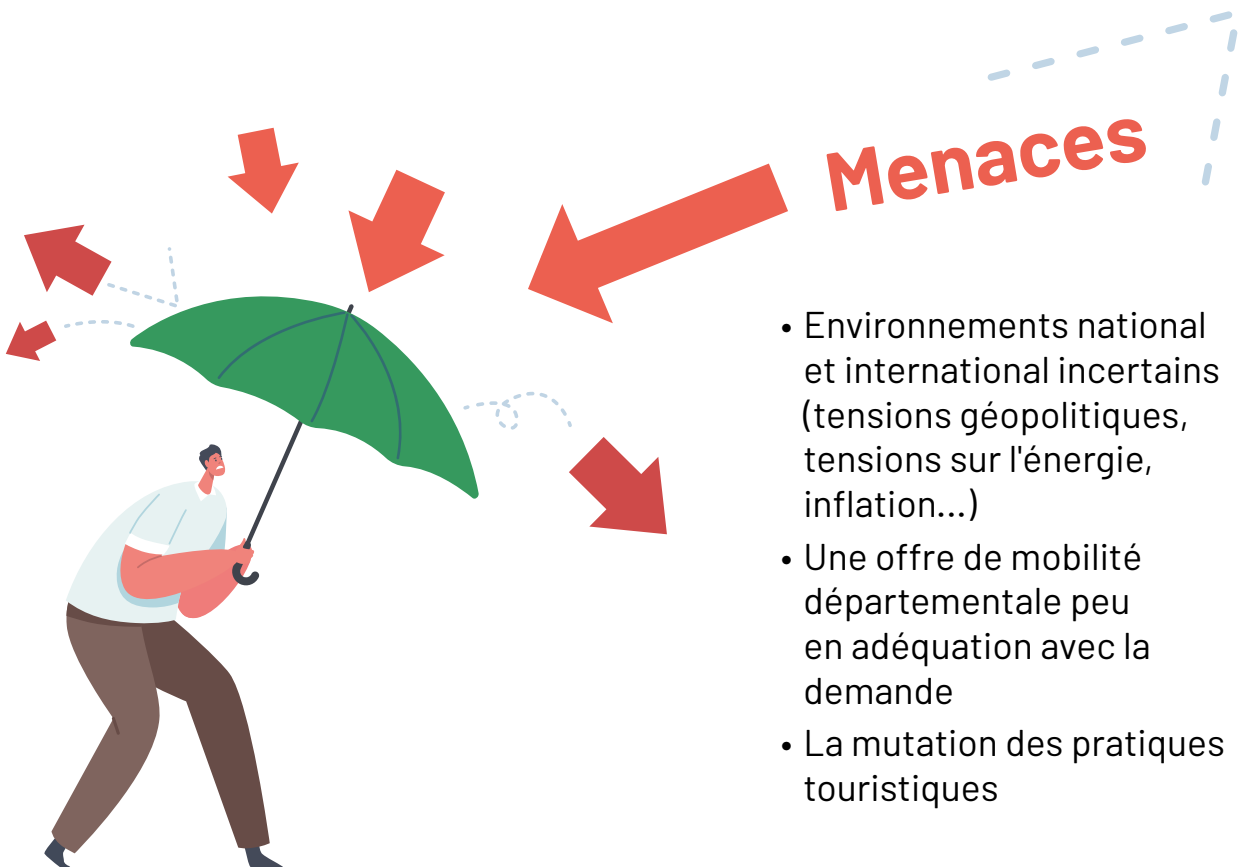 Menaces
• Environnements national
et international incertains
(tensions géopolitiques,
tensions sur l'énergie,
inflation...)
• Une offre de mobilité
départementale peu
en adéquation avec la
demande
• La mutation des pratiques
touristiques